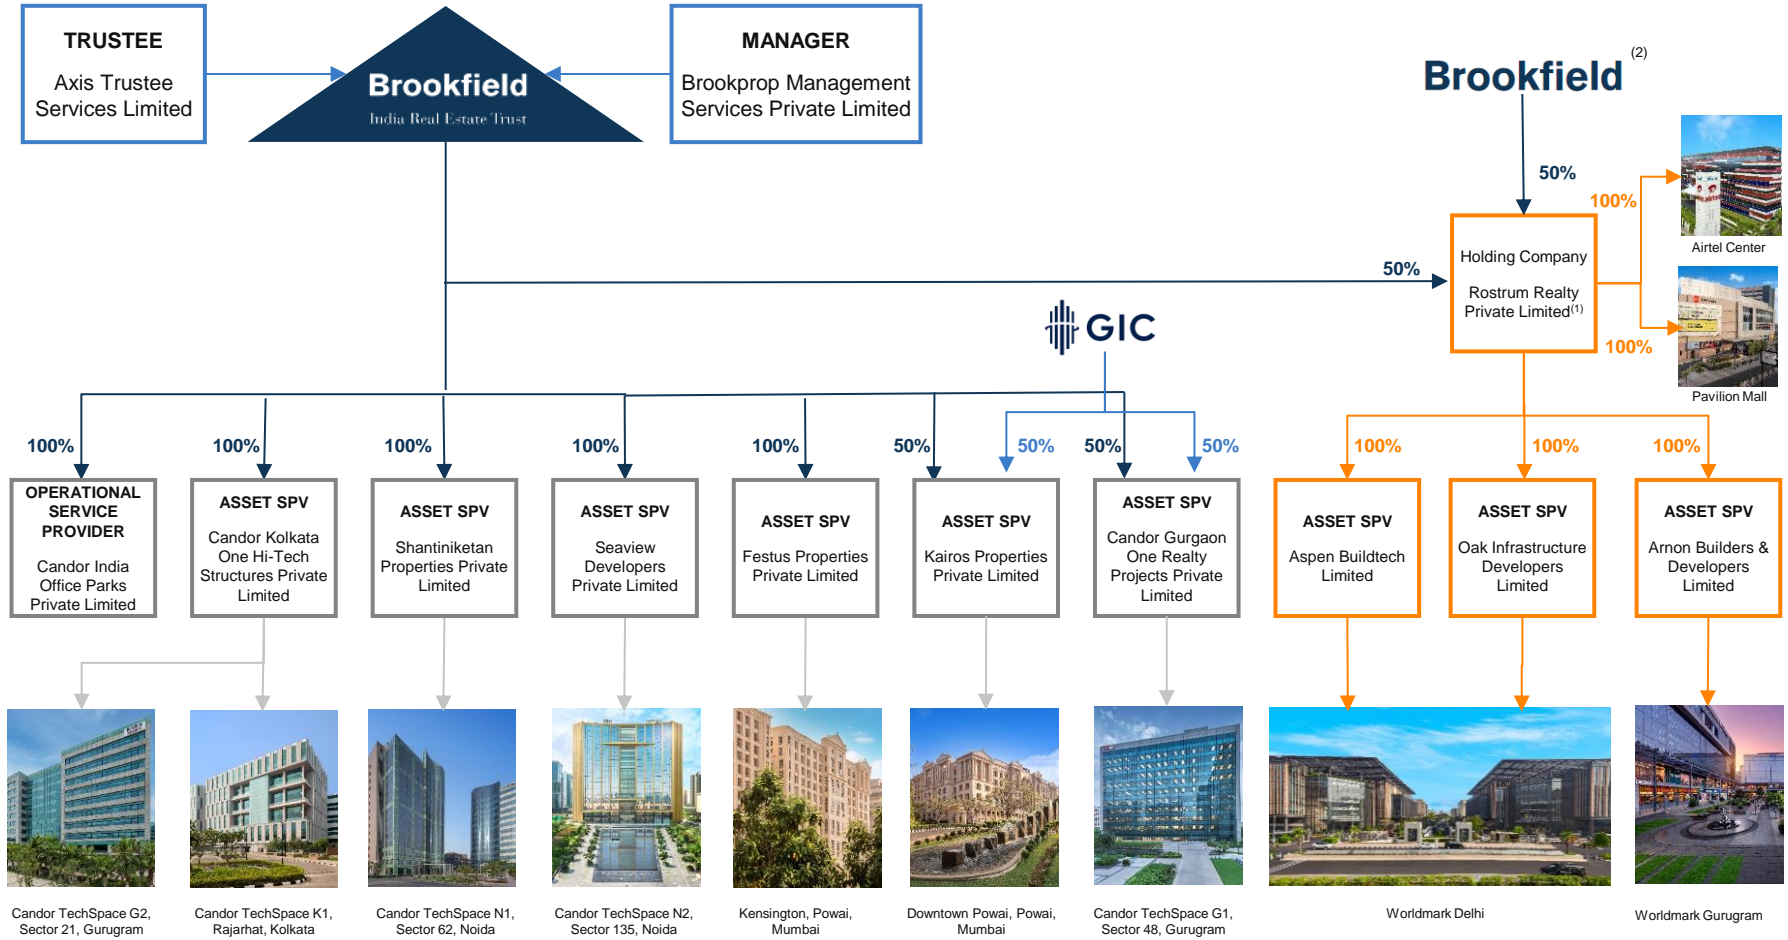 TRUSTEE
Axis Trustee
Services Limited
Brookfield
India Real Estate Trust
MANAGER
Brookprop Management
Services Private Limited
Brookfield (2)
50%
100%
Airtel Center
Holding Company
Rostrum Realty
Private Limited(1)
50%
100%
Pavilion Mall
GIC
100%
100%
100%
100%
100%
50%
50%
50%
50%
100%
100%
100%
OPERATIONAL
SERVICE
PROVIDER
Candor India
Office Parks
Private Limited
ASSET SPV
Candor Kolkata
One Hi-Tech
Structures Private
Limited
ASSET SPV
Shantiniketan
Properties Private
Limited
ASSET SPV
Seaview
Developers
Private Limited
ASSET SPV
Festus Properties
Private Limited
ASSET SPV
Kairos Properties
Private Limited
ASSET SPV
Candor Gurgaon
One Realty
Projects Private
Limited
ASSET SPV
Aspen Buildtech
Limited
ASSET SPV
Oak Infrastructure
Developers
Limited
ASSET SPV
Arnon Builders &
Developers
Limited
Candor TechSpace G2,
Sector 21, Gurugram
Candor TechSpace K1,
Rajarhat, Kolkata
Candor TechSpace N1,
Sector 62, Noida
Candor TechSpace N2,
Sector 135, Noida
Kensington, Powai,
Mumbai
Downtown Powai, Powai,
Mumbai
Candor TechSpace G1,
Sector 48, Gurugram
Worldmark Delhi
Worldmark Gurugram